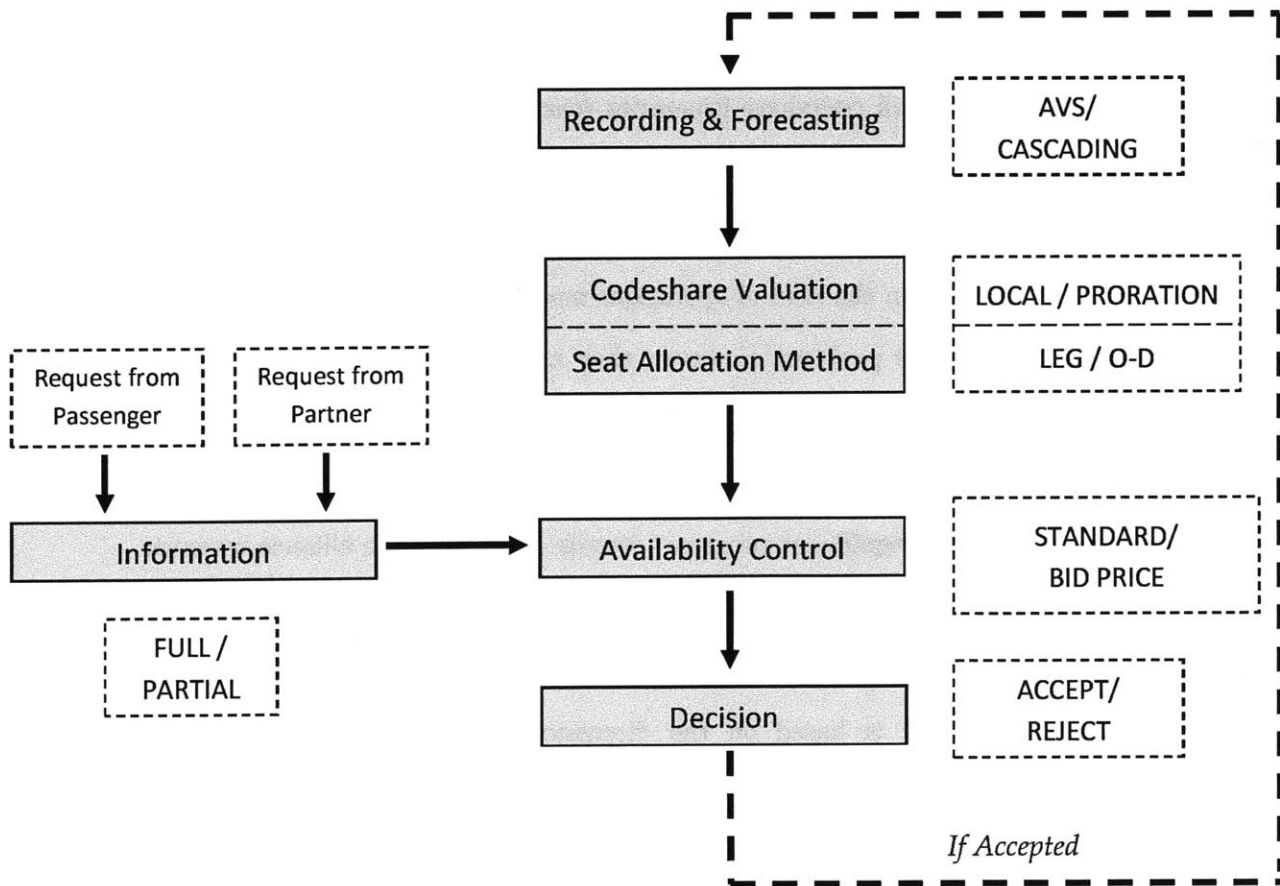 Recording & Forecasting
AVS/
CASCADING
Codeshare Valuation
Seat Allocation Method
LOCAL / PRORATION
LEG / O-D
Request from
Passenger
Request from
Partner
Information
FULL /
PARTIAL
Availability Control
STANDARD/
BID PRICE
Decision
ACCEPT/
REJECT
If Accepted